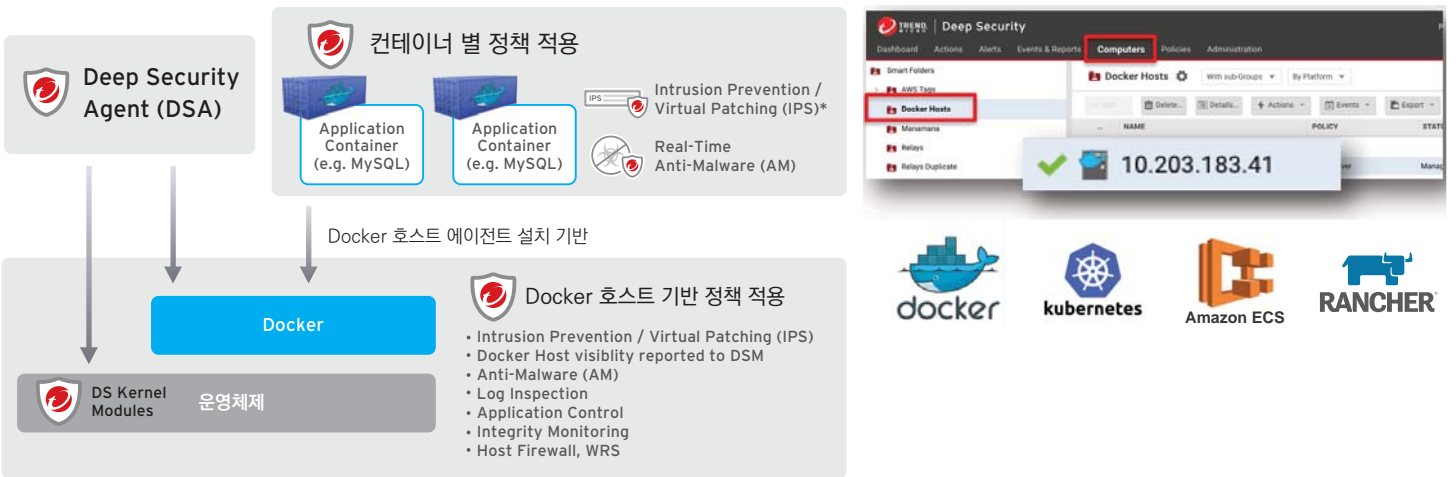 Deep Security
Agent (DSA)
컨테이너 별 정책 적용
Application
Container
(e.g. MySQL)
Application
Container
(e.g. MySQL)
IPS
Intrusion Prevention /
Virtual Patching (IPS)*
Real-Time
Anti-Malware (AM)
Docker 호스트 에이전트 설치 기반
Docker
DS Kernel
Modules
운영체제
Docker 호스트 기반 정책 적용
• Intrusion Prevention / Virtual Patching (IPS)
• Docker Host visiblity reported to DSM
• Anti-Malware (AM)
• Log Inspection
• Application Control
• Integrity Monitoring
• Host Firewall, WRS
TREND MICRO | Deep Security
Dashboard Actions Alerts Events & Reports Computers Policies Administration
Smart Folders
AWS Tags
Docker Hosts
Manamana
Relays
Relays Duplicate
Docker Hosts With sub-Groups By Platform
Delete... Details... Actions Events Export
NAME POLICY STAT
10.203.183.41
ver Manag
docker
kubernetes
Amazon ECS
RANCHER